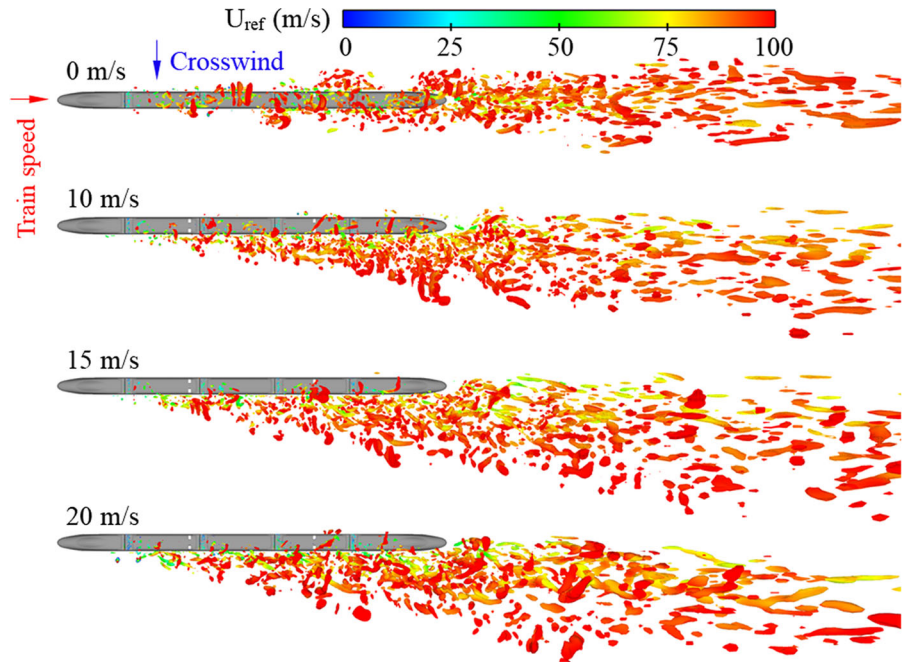 U_ref (m/s)
0 25 50 75 100
Crosswind
0 m/s
Train speed
10 m/s
15 m/s
20 m/s